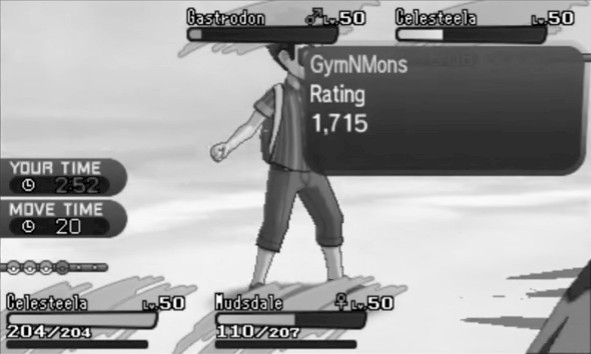 Gastrodon ♂ Lv.50
Celesteela Lv.50
GymNMons
Rating
1,715
YOUR TIME
2:52
MOVE TIME
20
Celesteela Lv.50
204/204
Mudsdale ♀ Lv.50
110/207